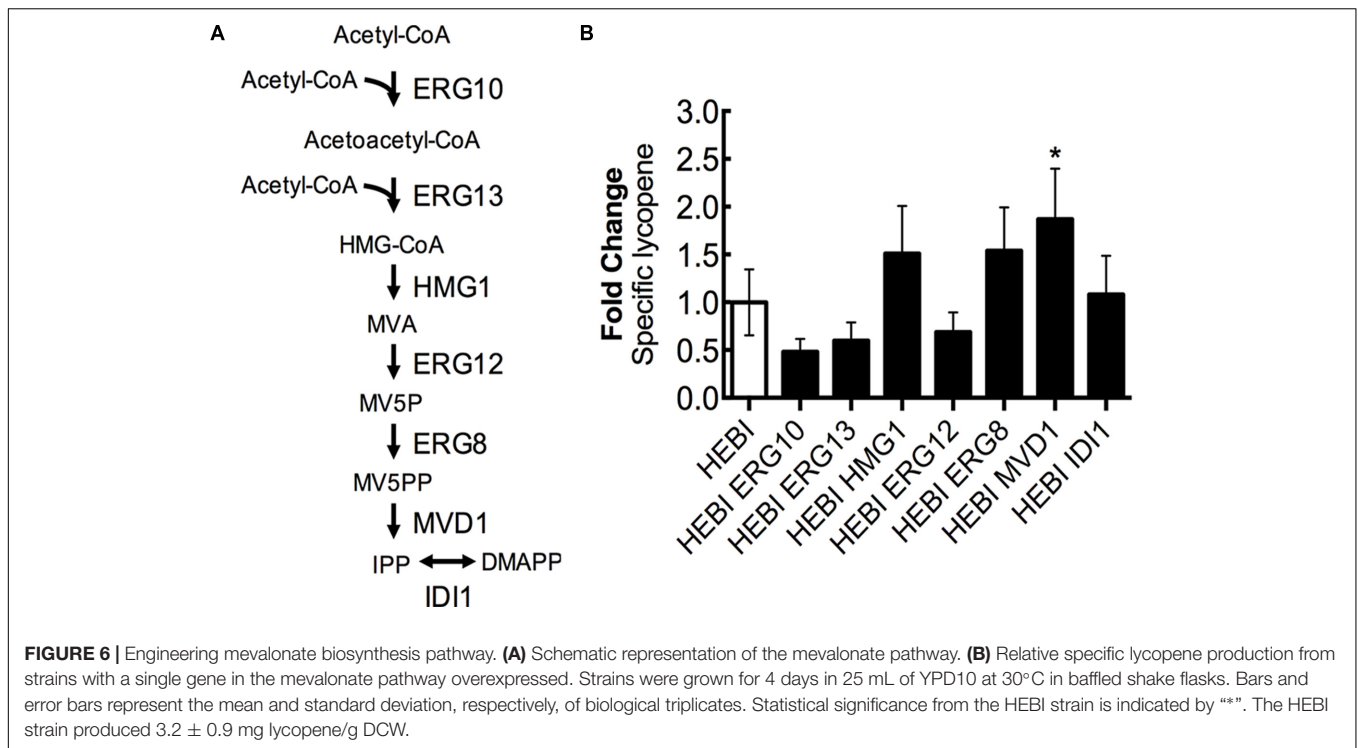 A
Acetyl-CoA
Acetyl-CoA
ERG10
Acetoacetyl-CoA
Acetyl-CoA
ERG13
HMG-CoA
HMG1
MVA
ERG12
MV5P
ERG8
MV5PP
MVD1
IPP
DMAPP
IDI1
B
Fold Change
Specific lycopene
3.0
2.5
2.0
1.5
1.0
0.5
0.0
*
HEBI
HEBI ERG10
HEBI ERG13
HEBI HMG1
HEBI ERG12
HEBI ERG8
HEBI MVD1
HEBI IDI1
FIGURE 6 | Engineering mevalonate biosynthesis pathway. (A) Schematic representation of the mevalonate pathway. (B) Relative specific lycopene production from
strains with a single gene in the mevalonate pathway overexpressed. Strains were grown for 4 days in 25 mL of YPD10 at 30°C in baffled shake flasks. Bars and
error bars represent the mean and standard deviation, respectively, of biological triplicates. Statistical significance from the HEBI strain is indicated by “*”. The HEBI
strain produced 3.2 ± 0.9 mg lycopene/g DCW.